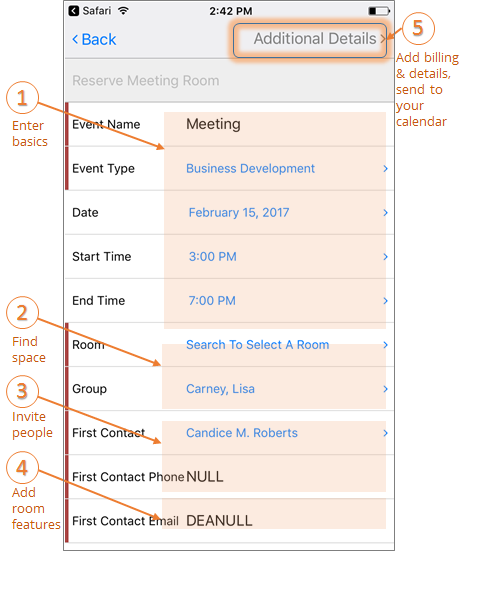 Safari 2:42 PM
Back Additional Details
5
Add billing
& details,
send to
your
calendar
Reserve Meeting Room
1
Enter
basics
Event Name Meeting
Event Type Business Development
Date February 15, 2017
Start Time 3:00 PM
End Time 7:00 PM
2
Find
space
Room Search To Select A Room
Group Carney, Lisa
3
Invite
people
First Contact Candice M. Roberts
4
Add
room
features
First Contact Phone NULL
First Contact Email DEANULL